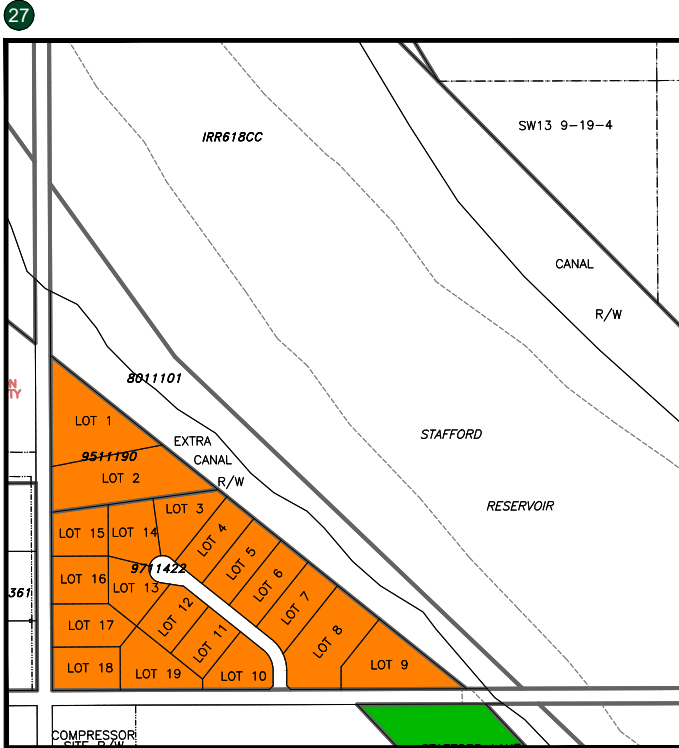 27
SW13 9-19-4
IRR618CC
CANAL
R/W
8011101
STAFFORD
RESERVOIR
N
TY
LOT 1
EXTRA
CANAL
R/W
9511190
LOT 2
LOT 3
LOT 4
LOT 5
LOT 6
LOT 7
LOT 8
LOT 9
LOT 15
LOT 14
9711422
LOT 16
LOT 13
LOT 12
LOT 11
LOT 10
361
LOT 17
LOT 18
LOT 19
COMPRESSOR
SITE R/W